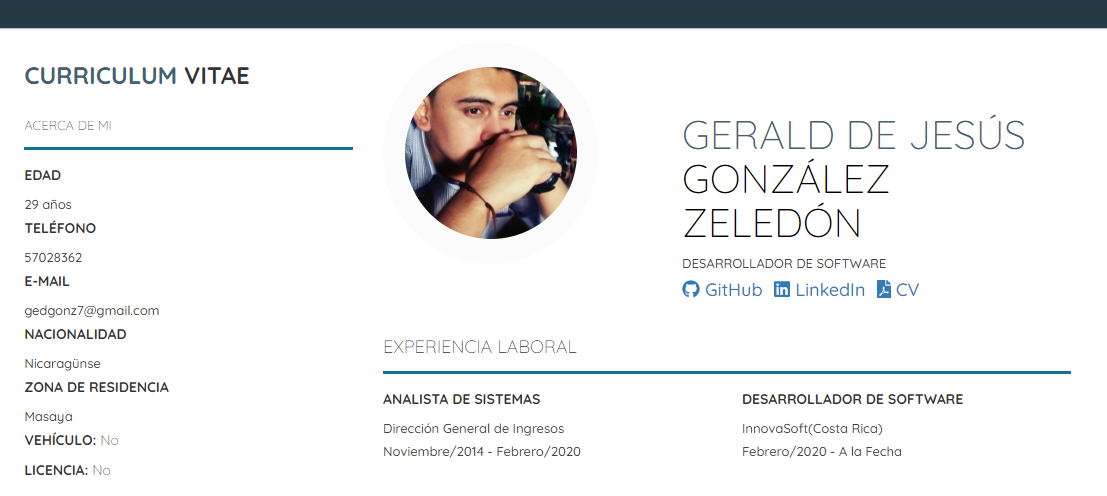 CURRICULUM VITAE
ACERCA DE MI
EDAD
29 años
TELÉFONO
57028362
E-MAIL
gedgonz7@gmail.com
NACIONALIDAD
Nicaragünse
ZONA DE RESIDENCIA
Masaya
VEHÍCULO: No
LICENCIA: No
GERALD DE JESÚS
GONZÁLEZ
ZELEDÓN
DESARROLLADOR DE SOFTWARE
GitHub LinkedIn CV
EXPERIENCIA LABORAL
ANALISTA DE SISTEMAS
Dirección General de Ingresos
Noviembre/2014 - Febrero/2020
DESARROLLADOR DE SOFTWARE
InnovaSoft(Costa Rica)
Febrero/2020 - A la Fecha